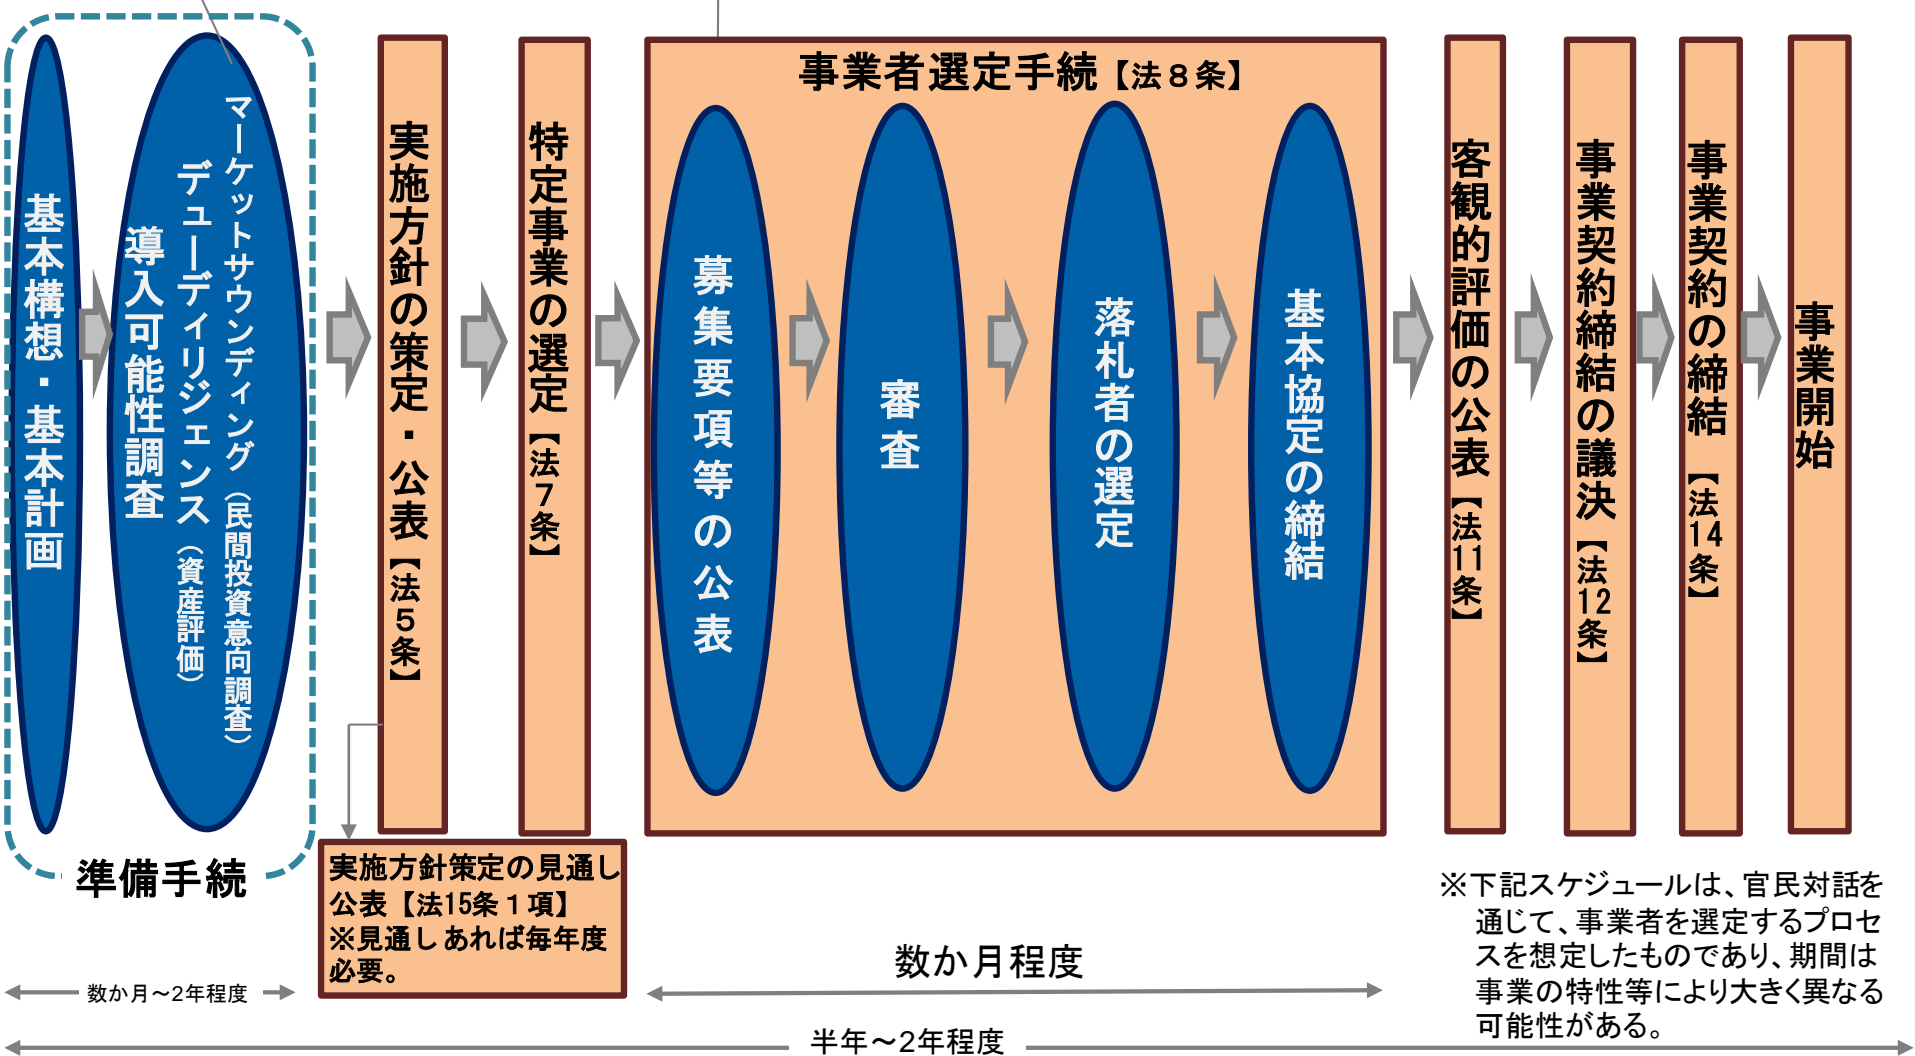 基本構想・基本計画
マーケットサウンディング（民間投資意向調査）
デューディリジェンス（資産評価）
導入可能性調査
準備手続
実施方針の策定・公表【法５条】
実施方針策定の見通し
公表【法15条１項】
※見通しあれば毎年度
必要。
特定事業の選定【法７条】
事業者選定手続【法８条】
募集要項等の公表
審査
落札者の選定
基本協定の締結
客観的評価の公表【法11条】
事業契約締結の議決【法12条】
事業契約の締結【法14条】
事業開始
※下記スケジュールは、官民対話を
通じて、事業者を選定するプロセ
スを想定したものであり、期間は
事業の特性等により大きく異なる
可能性がある。
数か月～2年程度
数か月程度
半年～2年程度